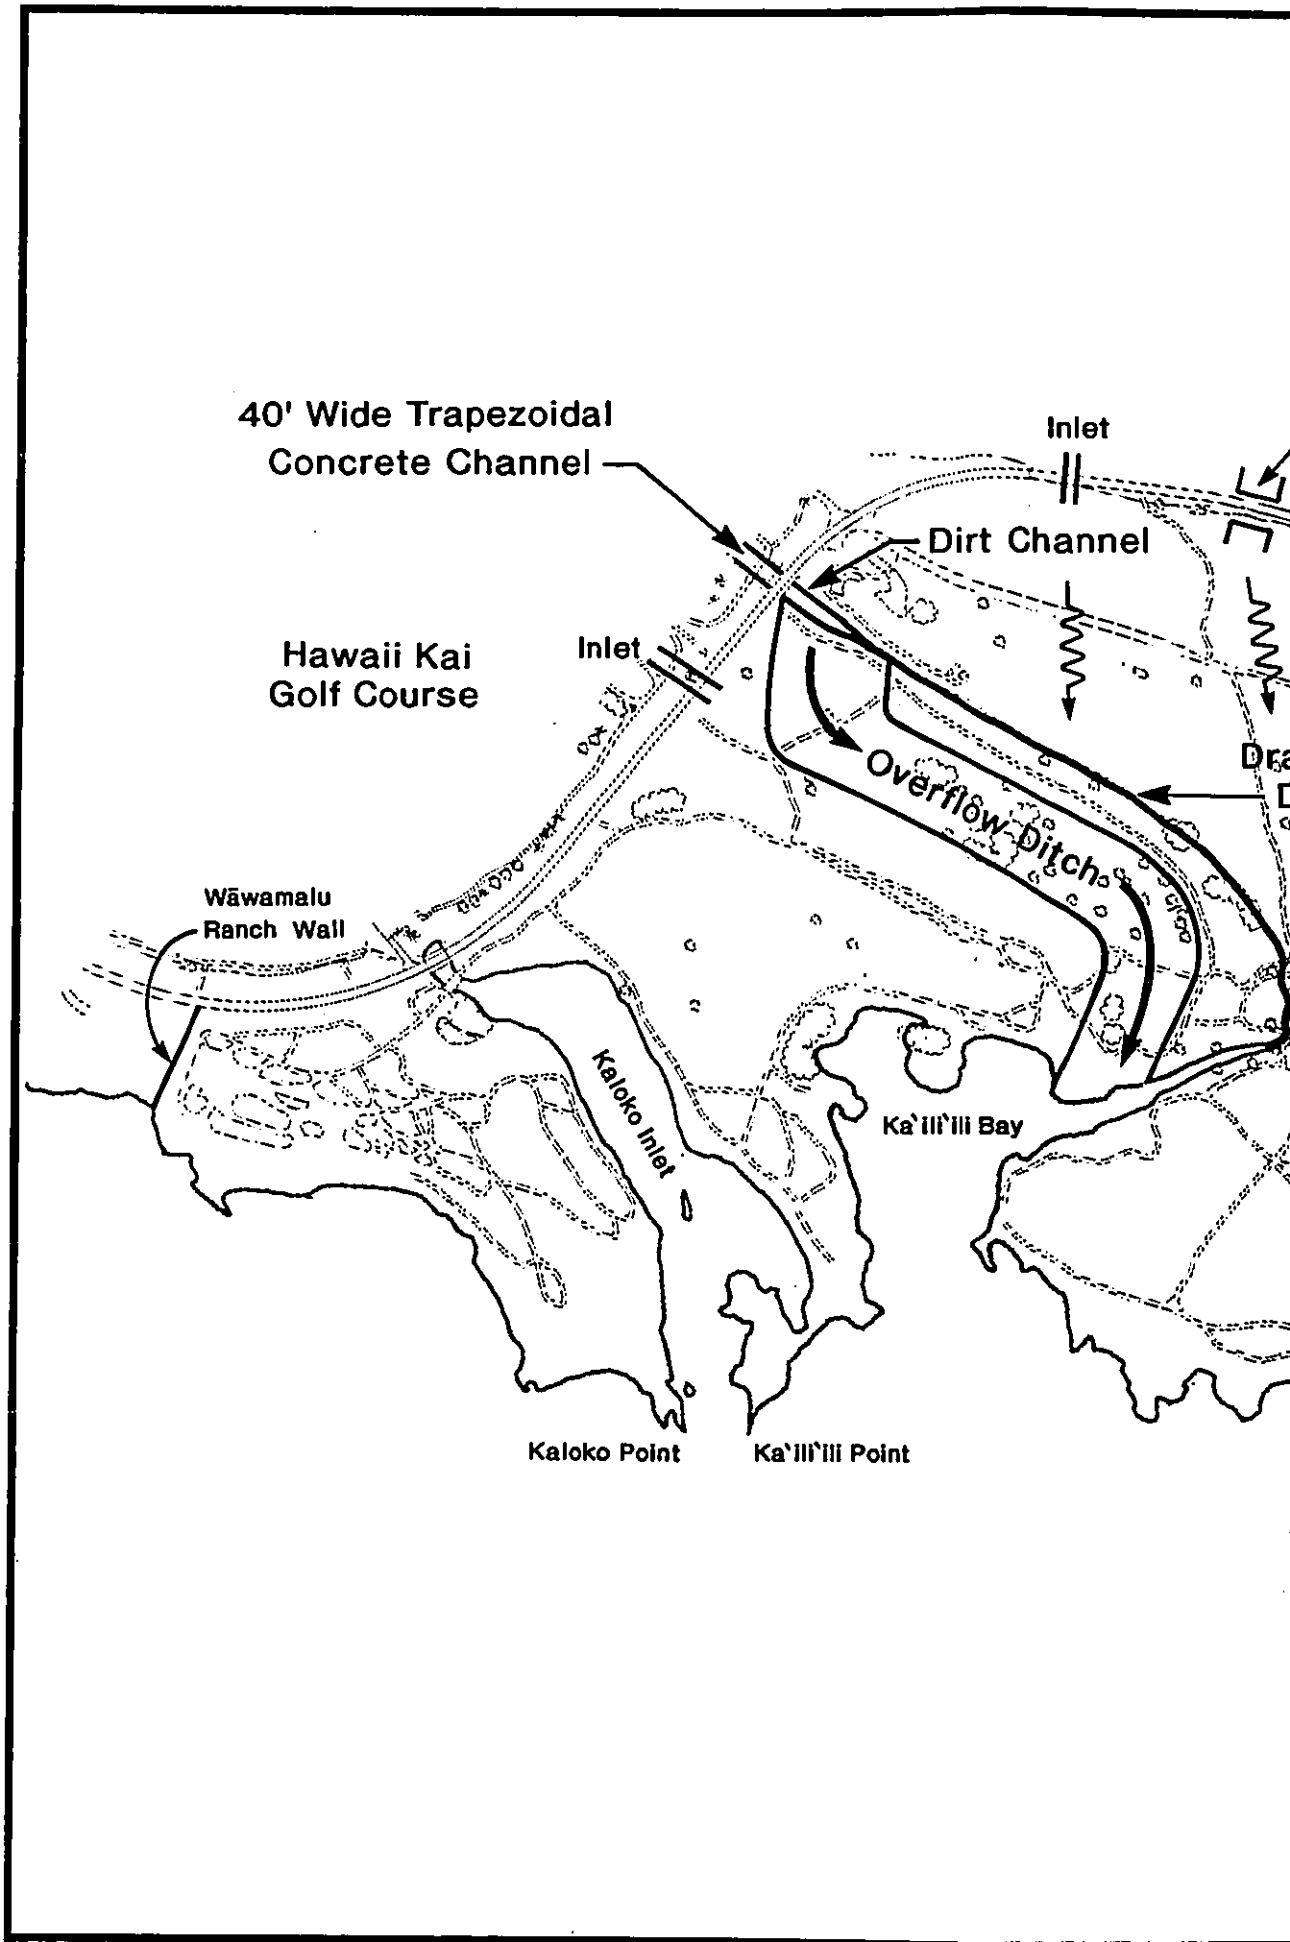 40' Wide Trapezoidal
Concrete Channel
Inlet
Dirt Channel
Hawaii Kai
Golf Course
Inlet
Overflow Ditch
Wāwamalu
Ranch Wall
Kaloko Inlet
Ka`ili`ili Bay
Kaloko Point
Ka`ili`ili Point